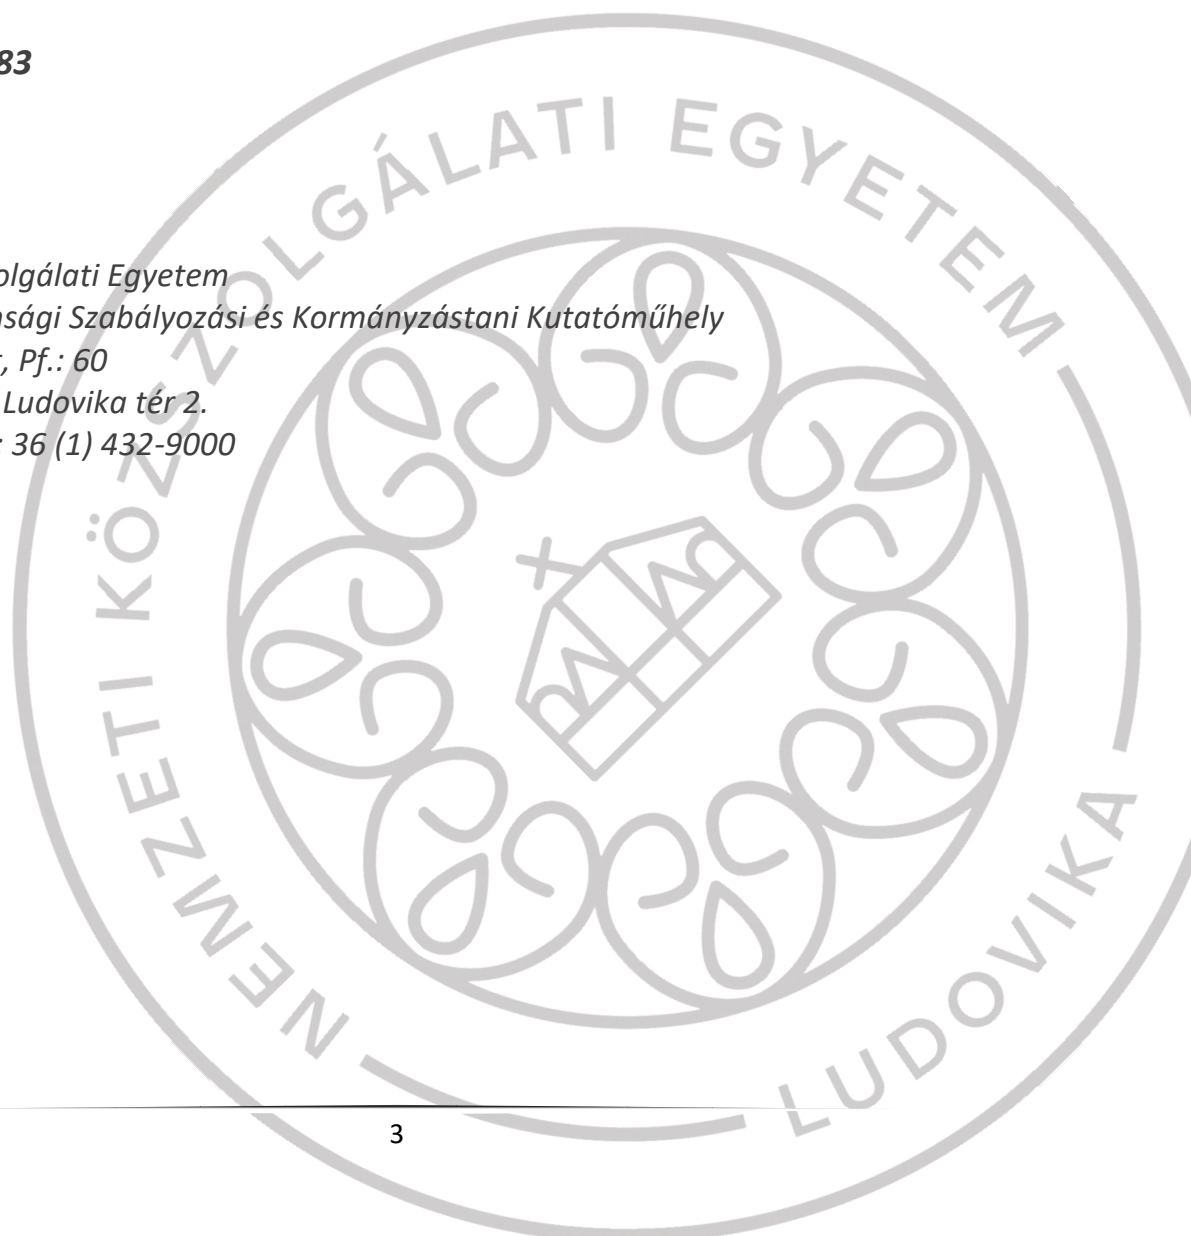 83
olgálati Egyetem
nsági Szabályozási és Kormányzástani Kutatóműhely
, Pf.: 60
Ludovika tér 2.
: 36 (1) 432-9000
NEMZETI KÖZSZOLGÁLATI EGYETEM
LUDOVIKA
3